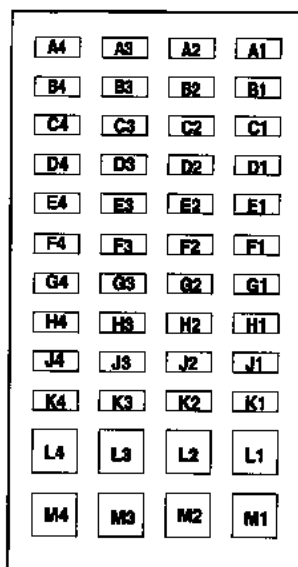 A4 A3 A2 A1
B4 B3 B2 B1
C4 C3 C2 C1
D4 D3 D2 D1
E4 E3 E2 E1
F4 F3 F2 F1
G4 G3 G2 G1
H4 H3 H2 H1
J4 J3 J2 J1
K4 K3 K2 K1
L4 L3 L2 L1
M4 M3 M2 M1